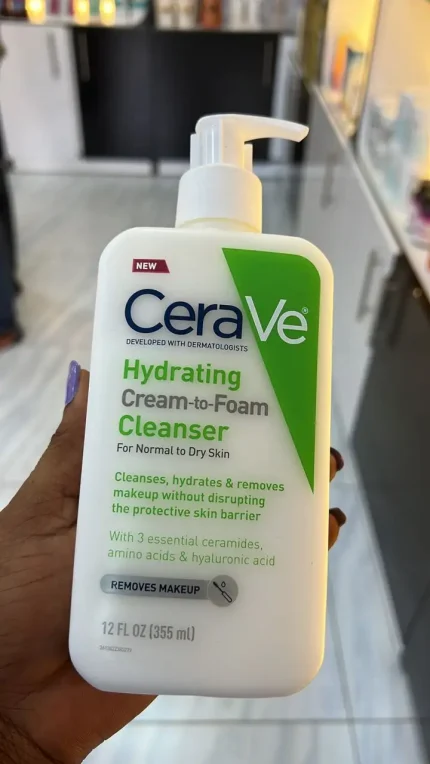 NEW
CeraVe®
DEVELOPED WITH DERMATOLOGISTS
Hydrating
Cream-to-Foam
Cleanser
For Normal to Dry Skin
Cleanses, hydrates & removes
makeup without disrupting
the protective skin barrier
With 3 essential ceramides,
amino acids & hyaluronic acid
REMOVES MAKEUP
12 FL OZ (355 ml)